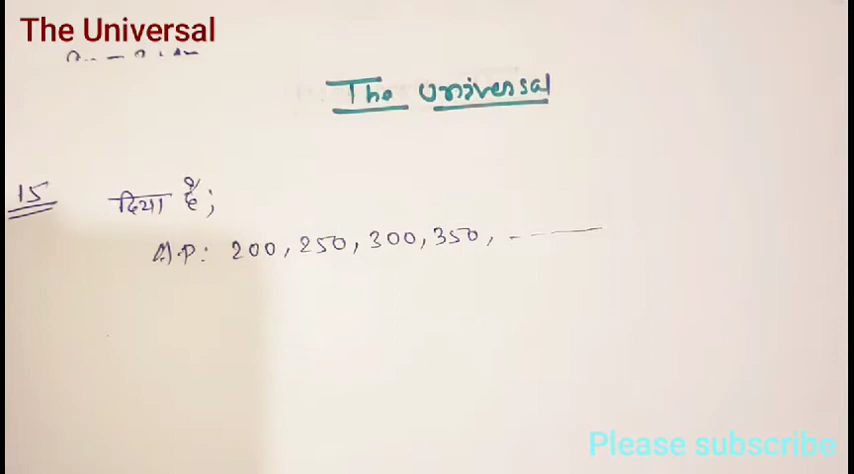 The Universal
The Universal
15 दिया है;
A.P: 200, 250, 300, 350, ...
Please subscribe